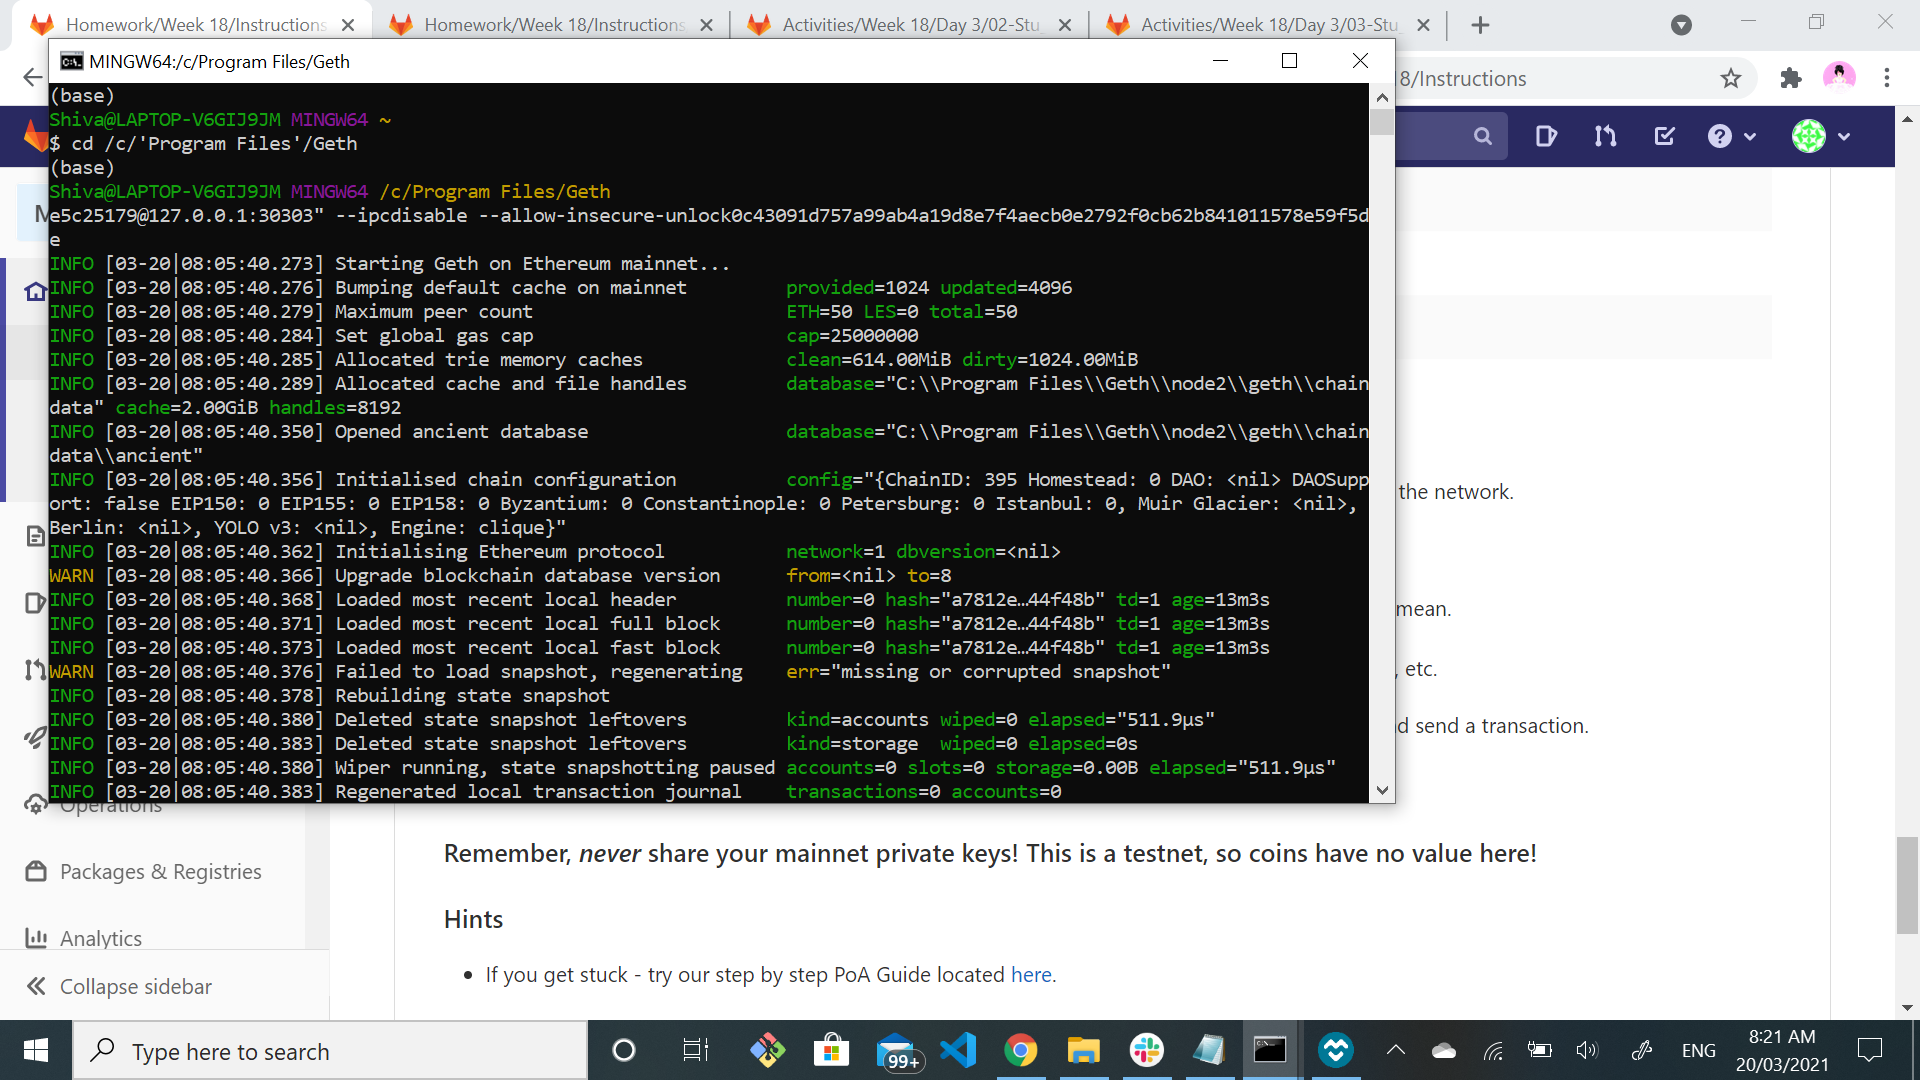 Homework/Week 18/Instructions
Homework/Week 18/Instructions
Activities/Week 18/Day 3/02-Stu
Activities/Week 18/Day 3/03-Stu
MINGW64:/c/Program Files/Geth
8/Instructions
(base)
Shiva@LAPTOP-V6GIJ9JM MINGW64 ~
$ cd /c/'Program Files'/Geth
(base)
Shiva@LAPTOP-V6GIJ9JM MINGW64 /c/Program Files/Geth
e5c25179@127.0.0.1:30303" --ipcdisable --allow-insecure-unlock0c43091d757a99ab4a19d8e7f4aecb0e2792f0cb62b841011578e59f5d
e
INFO [03-20|08:05:40.273] Starting Geth on Ethereum mainnet...
INFO [03-20|08:05:40.276] Bumping default cache on mainnet provided=1024 updated=4096
INFO [03-20|08:05:40.279] Maximum peer count ETH=50 LES=0 total=50
INFO [03-20|08:05:40.284] Set global gas cap cap=25000000
INFO [03-20|08:05:40.285] Allocated trie memory caches clean=614.00MiB dirty=1024.00MiB
INFO [03-20|08:05:40.289] Allocated cache and file handles database="C:\\Program Files\\Geth\\node2\\geth\\chain
data" cache=2.00GiB handles=8192
INFO [03-20|08:05:40.350] Opened ancient database database="C:\\Program Files\\Geth\\node2\\geth\\chain
data\\ancient"
INFO [03-20|08:05:40.356] Initialised chain configuration config="{ChainID: 395 Homestead: 0 DAO: <nil> DAOSupp
ort: false EIP150: 0 EIP155: 0 EIP158: 0 Byzantium: 0 Constantinople: 0 Petersburg: 0 Istanbul: 0, Muir Glacier: <nil>,
Berlin: <nil>, YOLO v3: <nil>, Engine: clique}"
INFO [03-20|08:05:40.362] Initialising Ethereum protocol network=1 dbversion=<nil>
WARN [03-20|08:05:40.366] Upgrade blockchain database version from=<nil> to=8
INFO [03-20|08:05:40.368] Loaded most recent local header number=0 hash="a7812e…44f48b" td=1 age=13m3s
INFO [03-20|08:05:40.371] Loaded most recent local full block number=0 hash="a7812e…44f48b" td=1 age=13m3s
INFO [03-20|08:05:40.373] Loaded most recent local fast block number=0 hash="a7812e…44f48b" td=1 age=13m3s
WARN [03-20|08:05:40.376] Failed to load snapshot, regenerating err="missing or corrupted snapshot"
INFO [03-20|08:05:40.378] Rebuilding state snapshot
INFO [03-20|08:05:40.380] Deleted state snapshot leftovers kind=accounts wiped=0 elapsed="511.9µs"
INFO [03-20|08:05:40.383] Deleted state snapshot leftovers kind=storage wiped=0 elapsed=0s
INFO [03-20|08:05:40.380] Wiper running, state snapshotting paused accounts=0 slots=0 storage=0.00B elapsed="511.9µs"
INFO [03-20|08:05:40.383] Regenerated local transaction journal transactions=0 accounts=0
M
the network.
mean.
, etc.
d send a transaction.
Operations
Packages & Registries
Analytics
Collapse sidebar
Remember, never share your mainnet private keys! This is a testnet, so coins have no value here!
Hints
If you get stuck - try our step by step PoA Guide located here.
Type here to search
99+
ENG
8:21 AM
20/03/2021